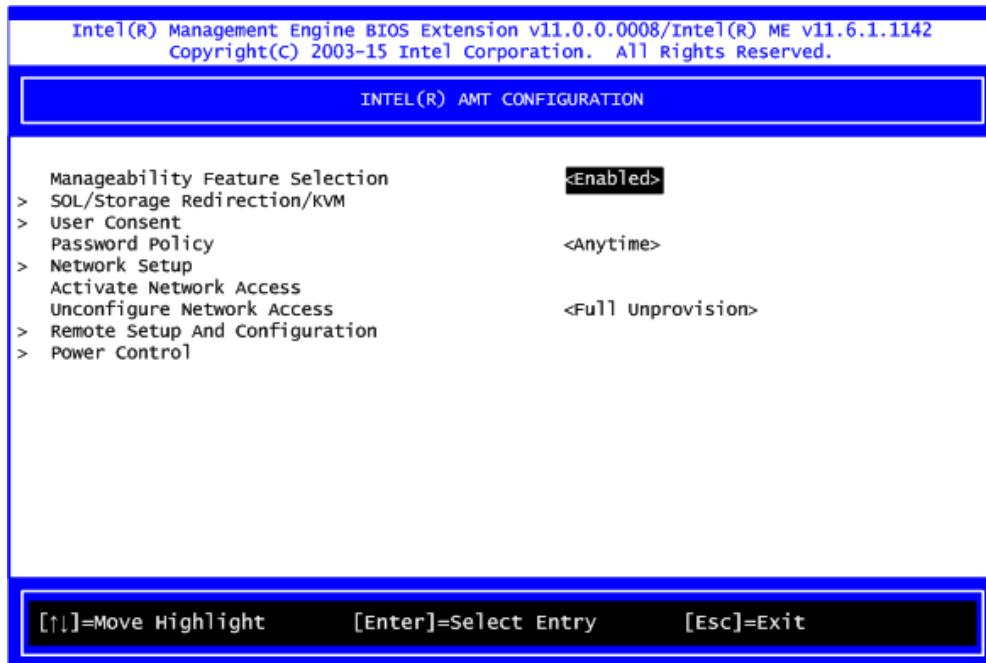 Intel(R) Management Engine BIOS Extension v11.0.0.0008/Intel(R) ME v11.6.1.1142
Copyright(C) 2003-15 Intel Corporation. All Rights Reserved.
INTEL(R) AMT CONFIGURATION
Manageability Feature Selection <Enabled>
> SOL/Storage Redirection/KVM
> User Consent
Password Policy <Anytime>
> Network Setup
Activate Network Access
Unconfigure Network Access <Full Unprovision>
> Remote Setup And Configuration
> Power Control
[↑↓]=Move Highlight [Enter]=Select Entry [Esc]=Exit